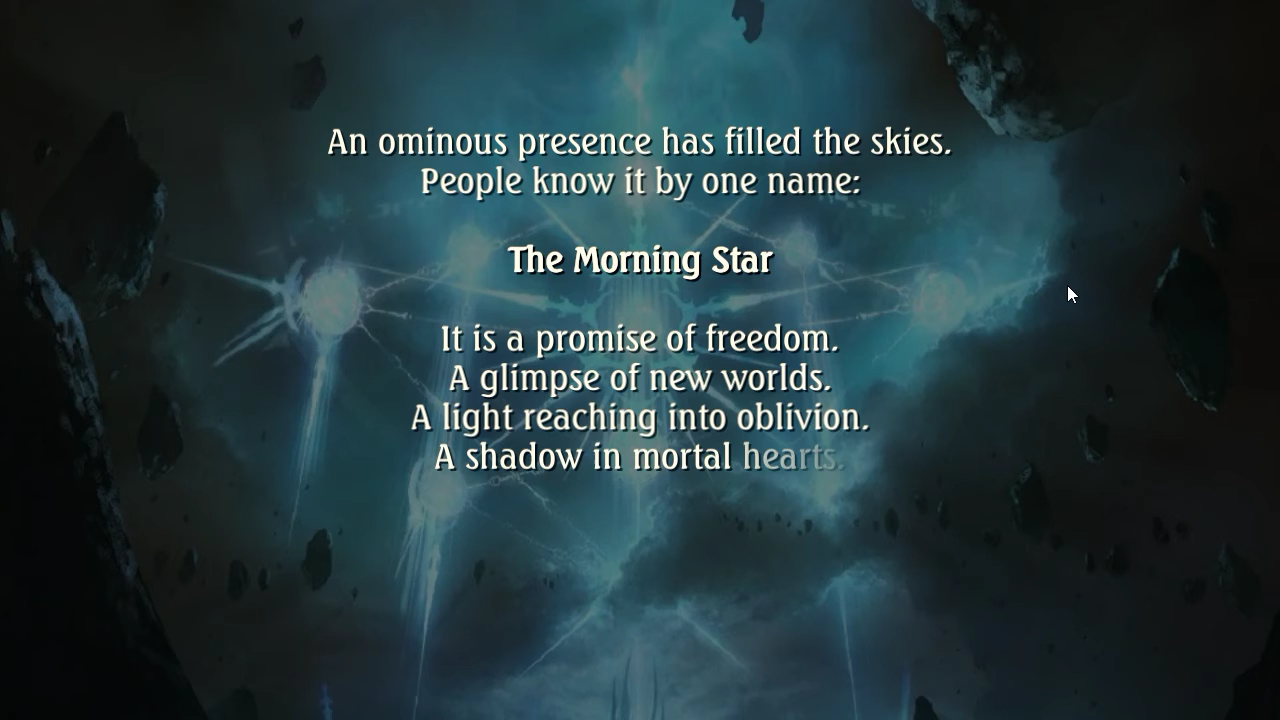 An ominous presence has filled the skies.
People know it by one name:
The Morning Star
It is a promise of freedom.
A glimpse of new worlds.
A light reaching into oblivion.
A shadow in mortal hearts.